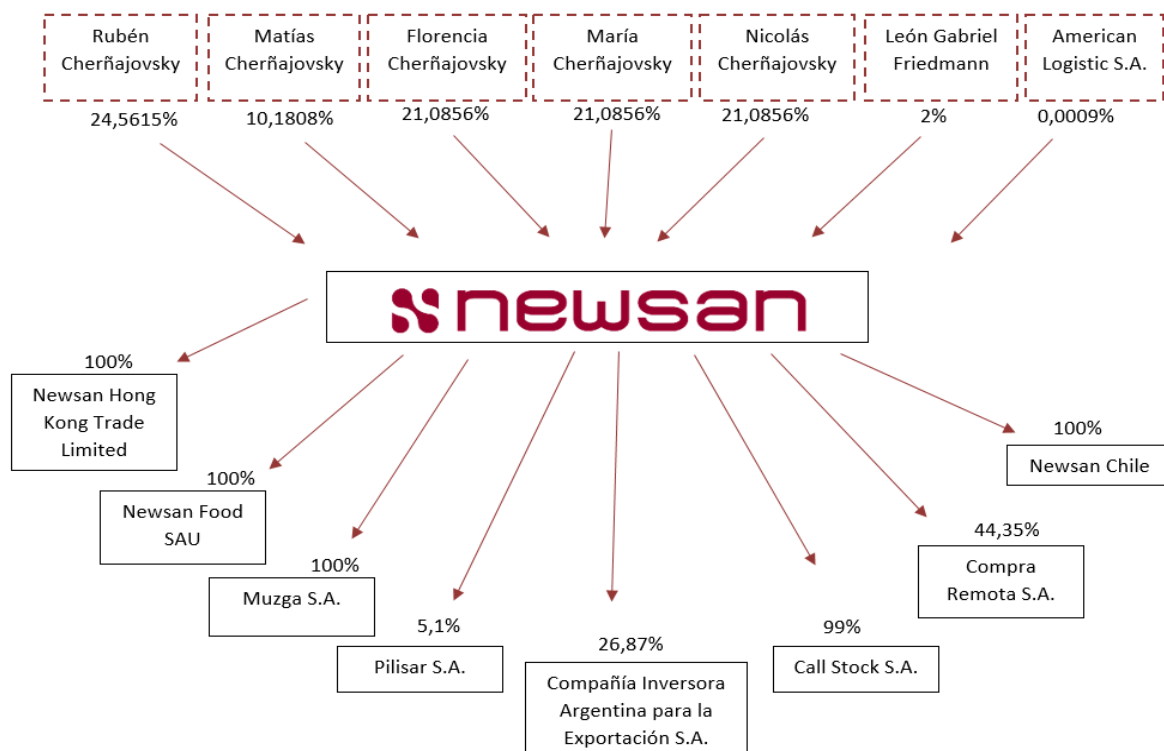 Rubén
Cherñajovsky
24,5615%
Matías
Cherñajovsky
10,1808%
Florencia
Cherñajovsky
21,0856%
María
Cherñajovsky
21,0856%
Nicolás
Cherñajovsky
21,0856%
León Gabriel
Friedmann
2%
American
Logistic S.A.
0,0009%
newsan
100%
Newsan Hong
Kong Trade
Limited
100%
Newsan Food
SAU
100%
Muzga S.A.
5,1%
Pilisar S.A.
26,87%
Compañía Inversora
Argentina para la
Exportación S.A.
99%
Call Stock S.A.
44,35%
Compra
Remota S.A.
100%
Newsan Chile